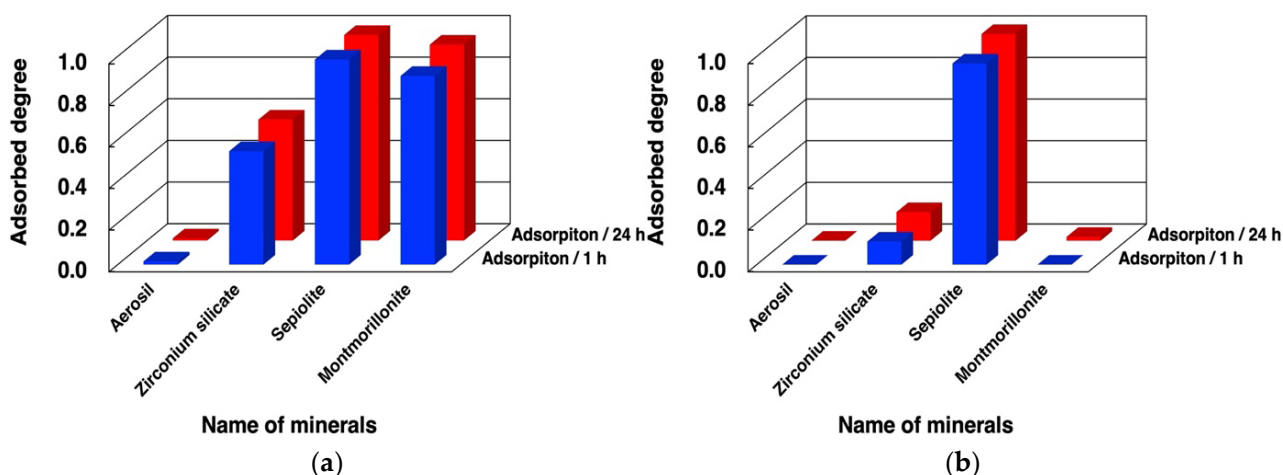 Adsorbed degree
1.0
0.8
0.6
0.4
0.2
0.0
Adsorpiton / 24 h
Adsorpiton / 1 h
Aerosil
Zirconium silicate
Sepiolite
Montmorillonite
Name of minerals
(a)
Adsorbed degree
1.0
0.8
0.6
0.4
0.2
0.0
Adsorpiton / 24 h
Adsorpiton / 1 h
Aerosil
Zirconium silicate
Sepiolite
Montmorillonite
Name of minerals
(b)